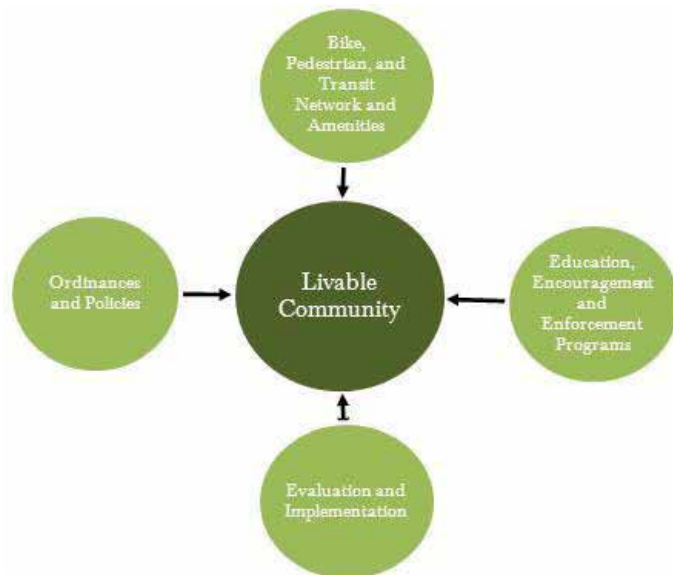 Bike,
Pedestrian, and
Transit
Network and
Amenities
Ordinances
and Policies
Livable
Community
Education,
Encouragement
and
Enforcement
Programs
Evaluation and
Implementation